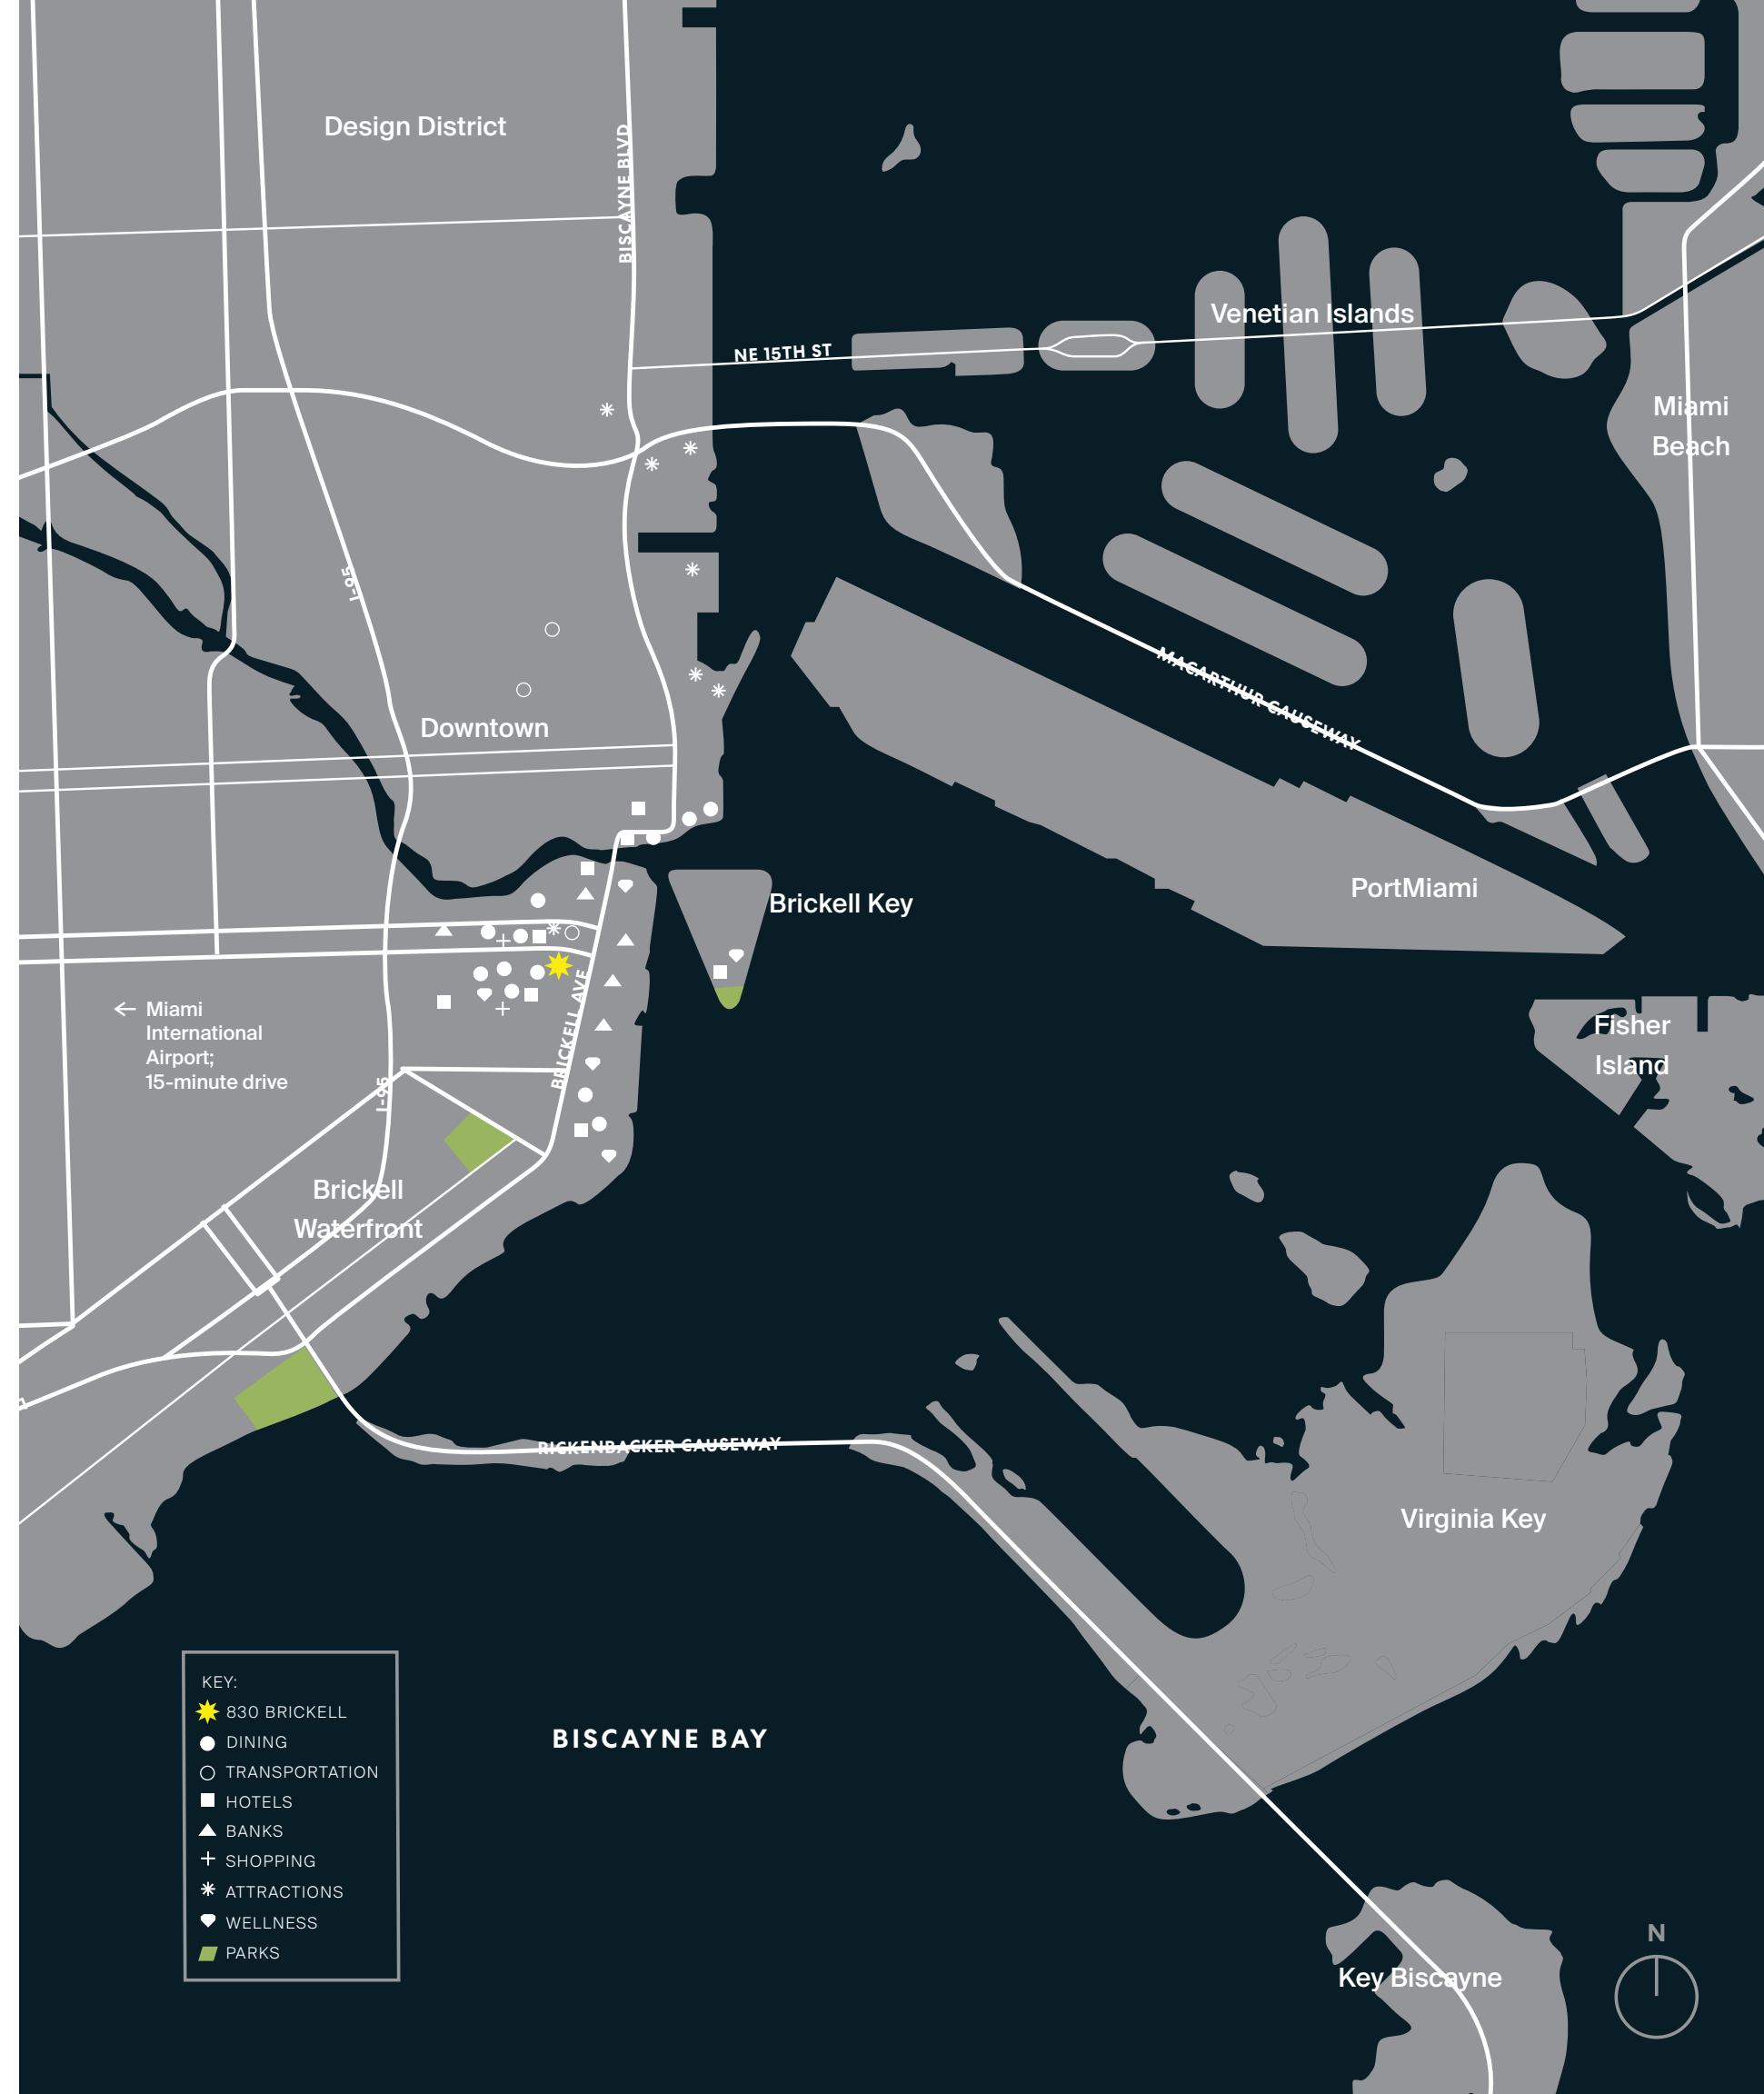 Design District
BISCAYNE BLVD
Venetian Islands
NE 15TH ST
Miami
Beach
I-95
MACARTHUR CAUSEWAY
Downtown
PortMiami
Brickell Key
Miami
International
Airport;
15-minute drive
BRICKELL AVE
Fisher
Island
I-95
Brickell
Waterfront
RICKENBACKER CAUSEWAY
Virginia Key
BISCAYNE BAY
KEY:
830 BRICKELL
DINING
TRANSPORTATION
HOTELS
BANKS
SHOPPING
ATTRACTIONS
WELLNESS
PARKS
N
Key Biscayne